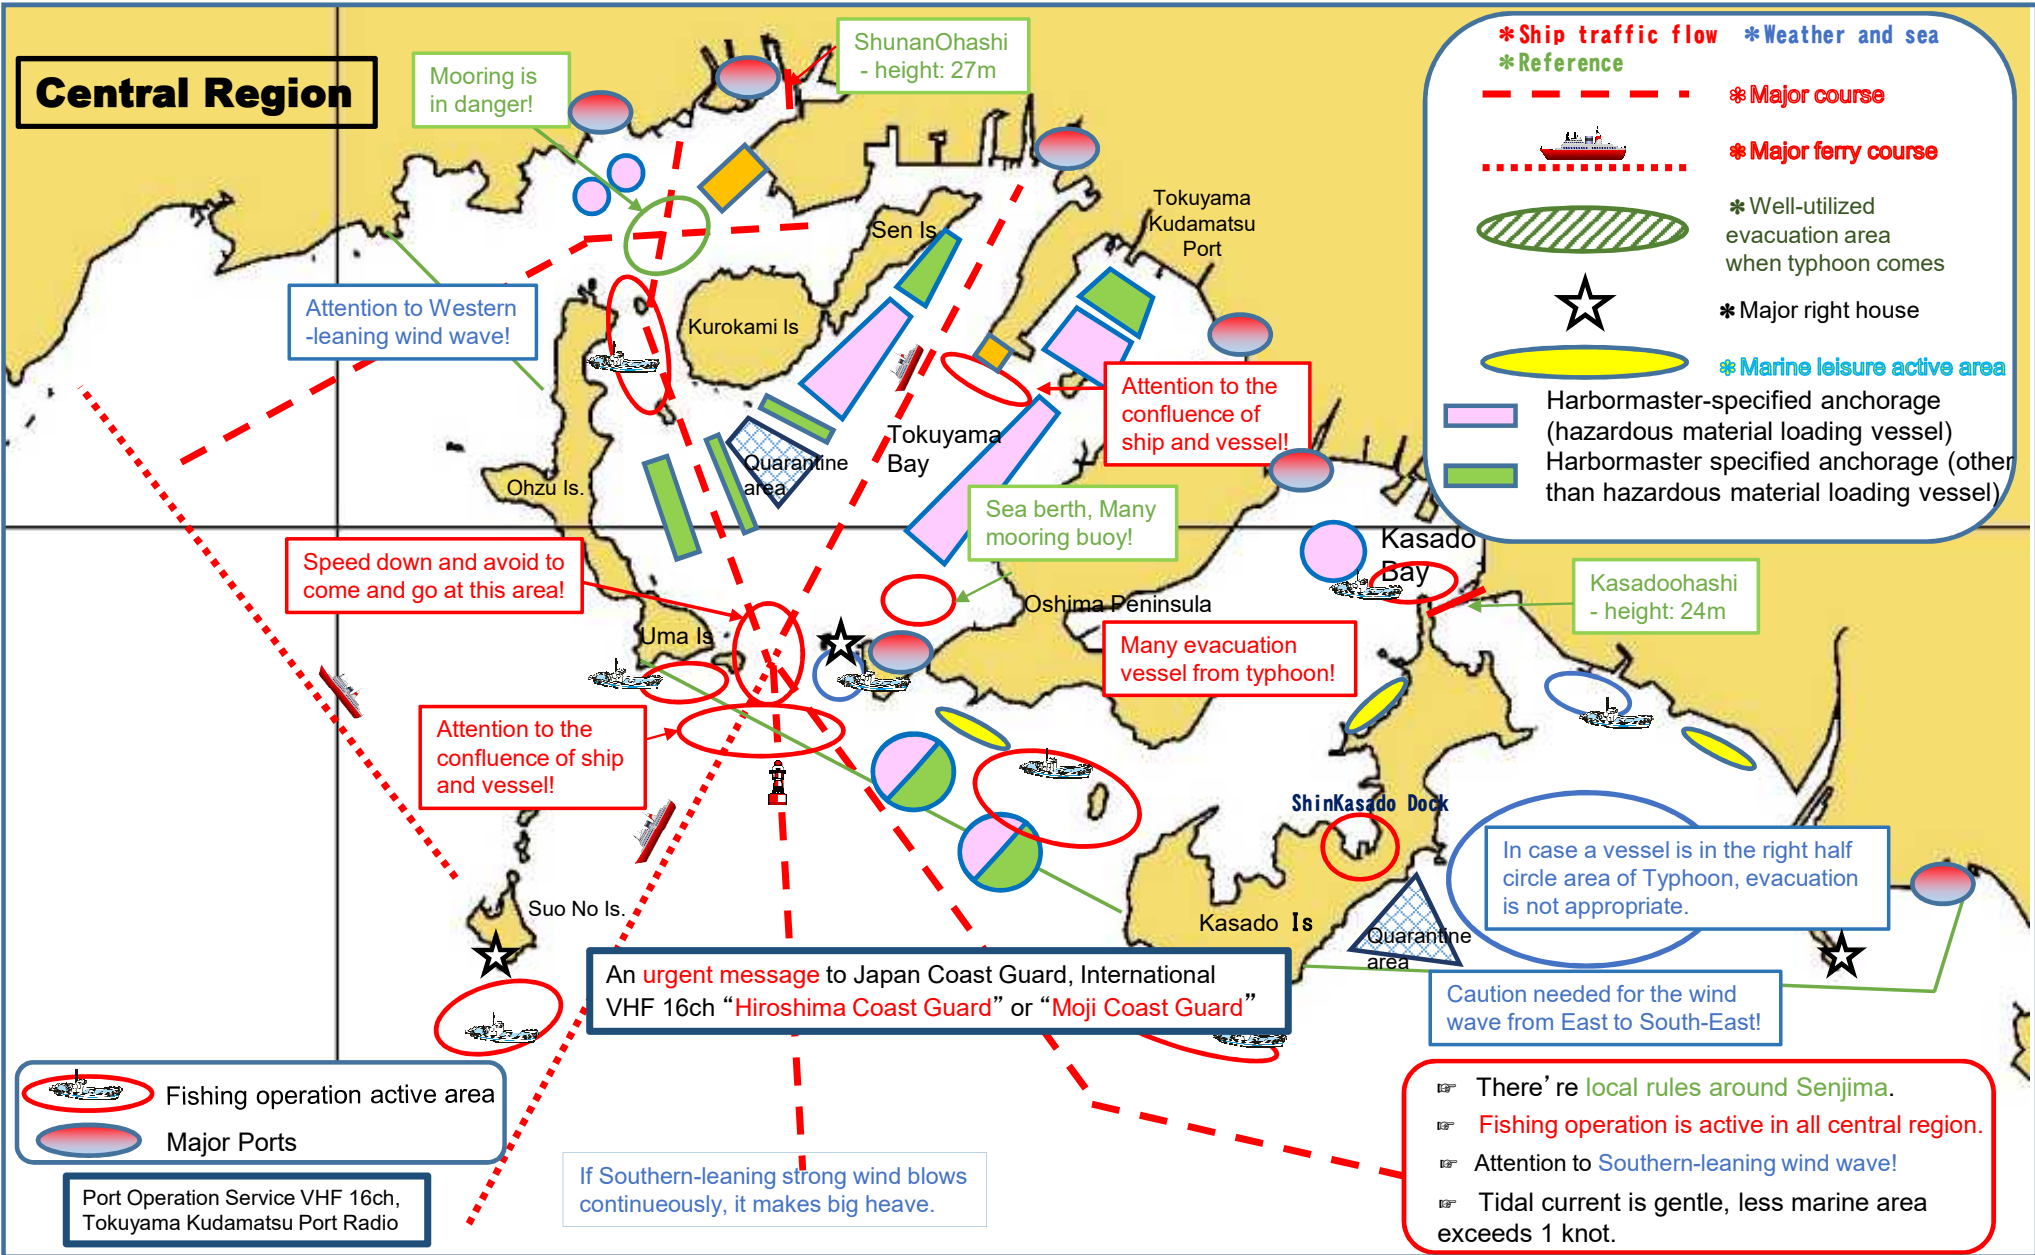 Central Region
Mooring is
in danger!
ShunanOhashi
- height: 27m
*Ship traffic flow *Weather and sea
*Reference
*Major course
*Major ferry course
*Well-utilized
evacuation area
when typhoon comes
*Major right house
*Marine leisure active area
Harbormaster-specified anchorage
(hazardous material loading vessel)
Harbormaster specified anchorage (other
than hazardous material loading vessel)
Tokuyama
Kudamatsu
Port
Sen Is.
Attention to Western
-leaning wind wave!
Kurokami Is
Attention to the
confluence of
ship and vessel!
Tokuyama
Bay
Quarantine
area
Ohzu Is.
Sea berth, Many
mooring buoy!
Kasado
Bay
Speed down and avoid to
come and go at this area!
Kasadoohashi
- height: 24m
Oshima Peninsula
Uma Is
Many evacuation
vessel from typhoon!
Attention to the
confluence of ship
and vessel!
ShinKasado Dock
In case a vessel is in the right half
circle area of Typhoon, evacuation
is not appropriate.
Suo No Is.
Kasado Is
Quarantine
area
An urgent message to Japan Coast Guard, International
VHF 16ch “Hiroshima Coast Guard” or “Moji Coast Guard”
Caution needed for the wind
wave from East to South-East!
Fishing operation active area
Major Ports
Port Operation Service VHF 16ch,
Tokuyama Kudamatsu Port Radio
If Southern-leaning strong wind blows
continueously, it makes big heave.
☞ There’re local rules around Senjima.
☞ Fishing operation is active in all central region.
☞ Attention to Southern-leaning wind wave!
☞ Tidal current is gentle, less marine area
exceeds 1 knot.